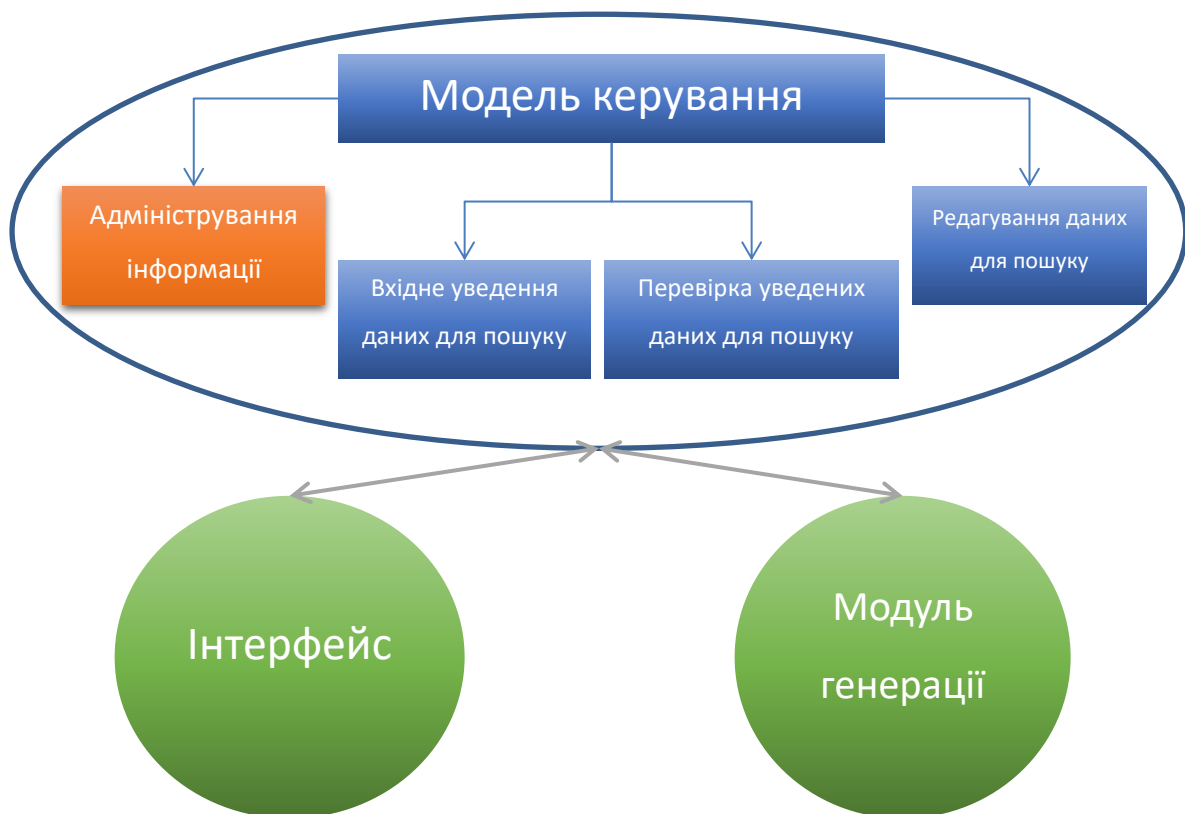 Модель керування
Адміністрування
інформації
Вхідне уведення
даних для пошуку
Перевірка уведених
даних для пошуку
Редагування даних
для пошуку
Інтерфейс
Модуль
генерації